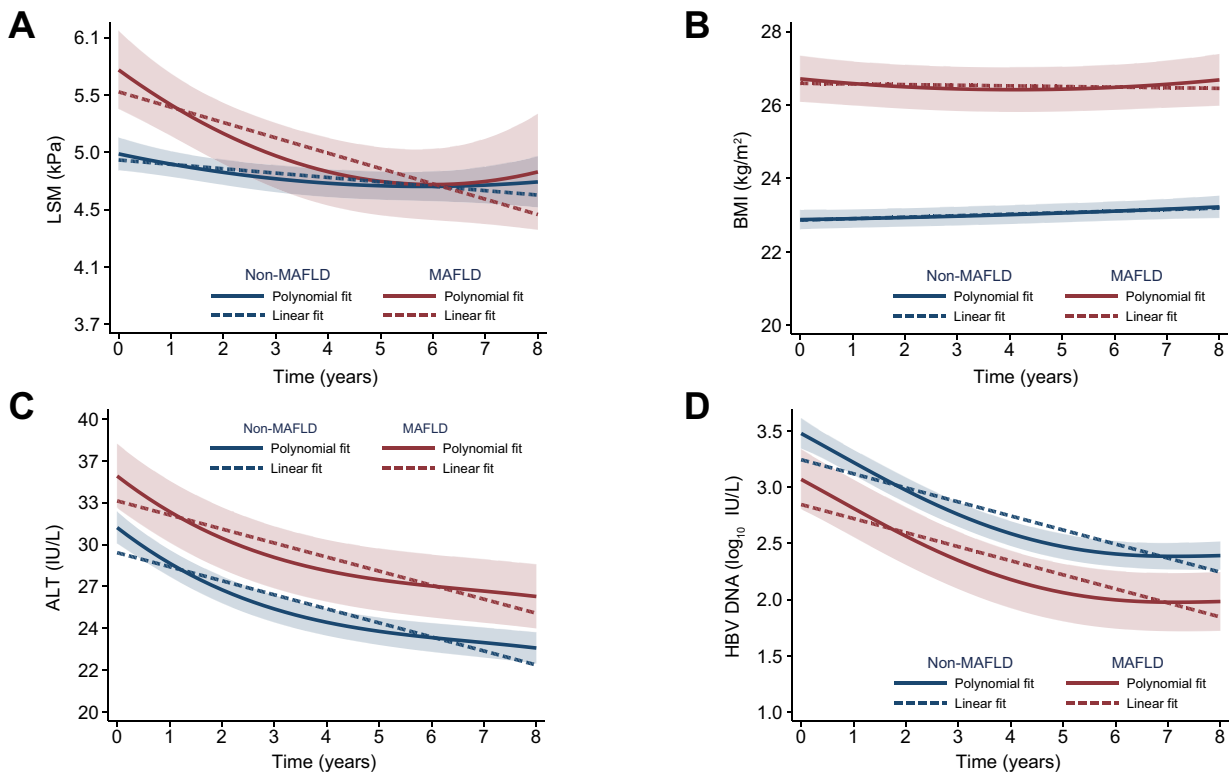 A
LSM (kPa)
6.1
5.5
5.0
4.5
4.1
3.7
Non-MAFLD MAFLD
Polynomial fit Polynomial fit
Linear fit Linear fit
0 1 2 3 4 5 6 7 8
Time (years)
B
BMI (kg/m²)
28
26
24
22
20
Non-MAFLD MAFLD
Polynomial fit Polynomial fit
Linear fit Linear fit
0 1 2 3 4 5 6 7 8
Time (years)
C
ALT (IU/L)
40
37
33
30
27
24
22
20
Non-MAFLD MAFLD
Polynomial fit Polynomial fit
Linear fit Linear fit
0 1 2 3 4 5 6 7 8
Time (years)
D
HBV DNA (log₁₀ IU/L)
3.5
3.0
2.5
2.0
1.5
1.0
Non-MAFLD MAFLD
Polynomial fit Polynomial fit
Linear fit Linear fit
0 1 2 3 4 5 6 7 8
Time (years)